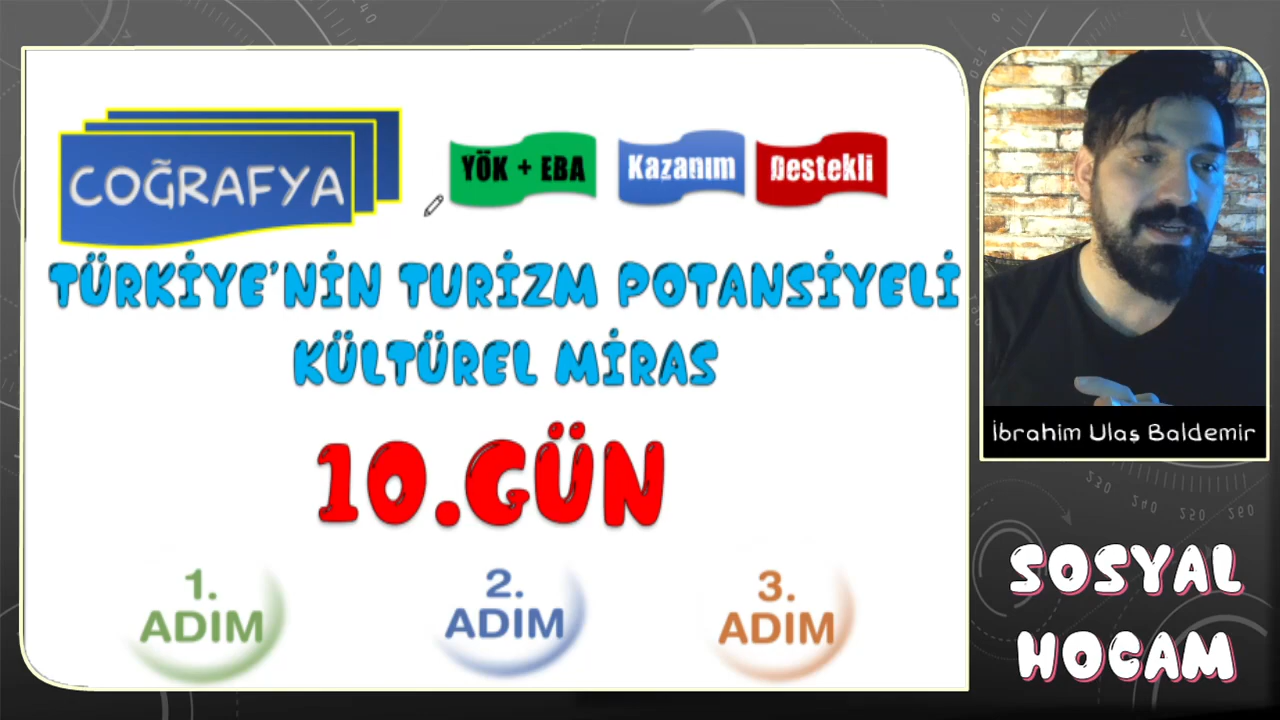 COĞRAFYA
YÖK + EBA
Kazanım
Destekli
TÜRKİYE'NİN TURİZM POTANSİYELİ
KÜLTÜREL MİRAS
10.GÜN
1.
ADIM
2.
ADIM
3.
ADIM
İbrahim Ulaş Baldemir
SOSYAL
HOCAM